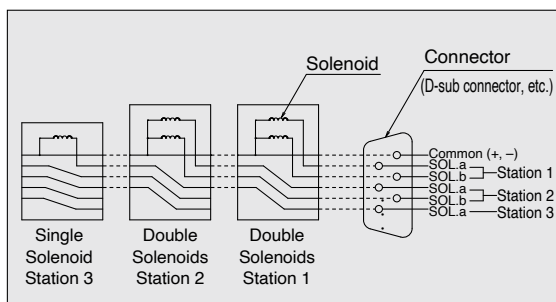 Solenoid
Connector
(D-sub connector, etc.)
Common (+, –)
SOL.a
SOL.b
Station 1
SOL.a
SOL.b
Station 2
SOL.a
Station 3
Single
Solenoid
Station 3
Double
Solenoids
Station 2
Double
Solenoids
Station 1